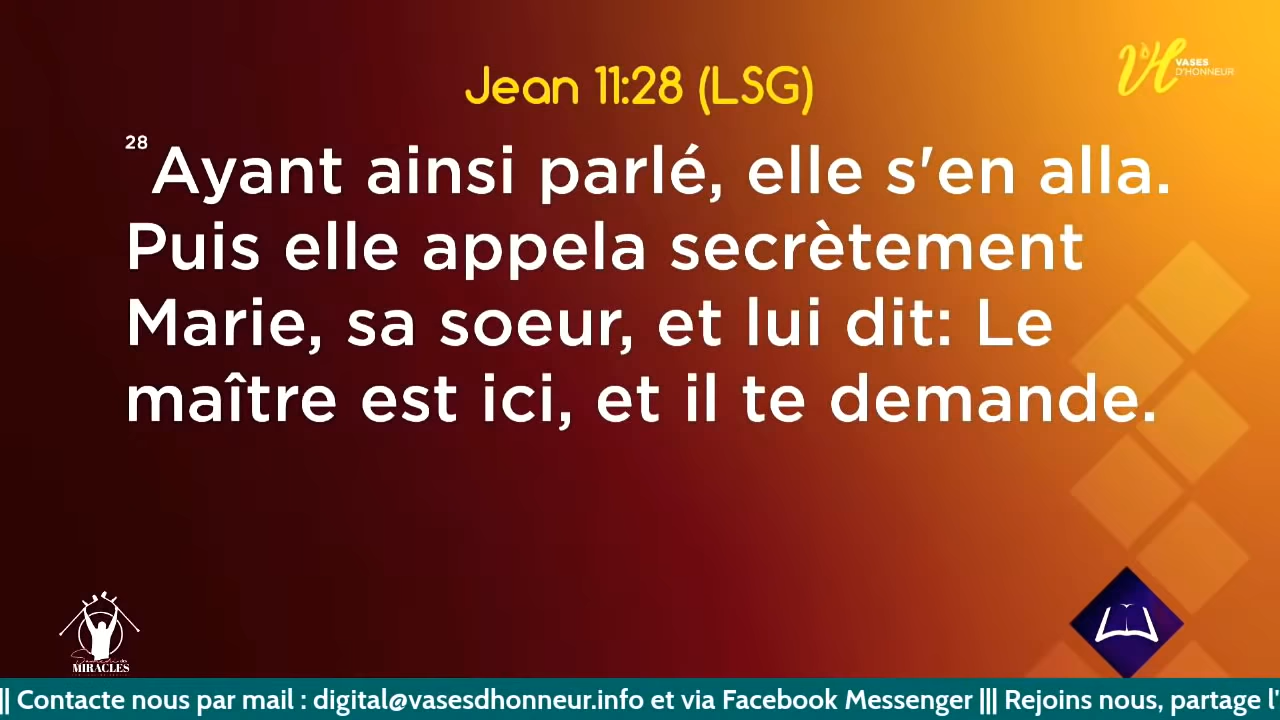 Jean 11:28 (LSG)
VH VASES
D'HONNEUR
28 Ayant ainsi parlé, elle s'en alla.
Puis elle appela secrètement
Marie, sa soeur, et lui dit: Le
maître est ici, et il te demande.
MIRACLES
|| Contacte nous par mail : digital@vasesdhonneur.info et via Facebook Messenger ||| Rejoins nous, partage l'